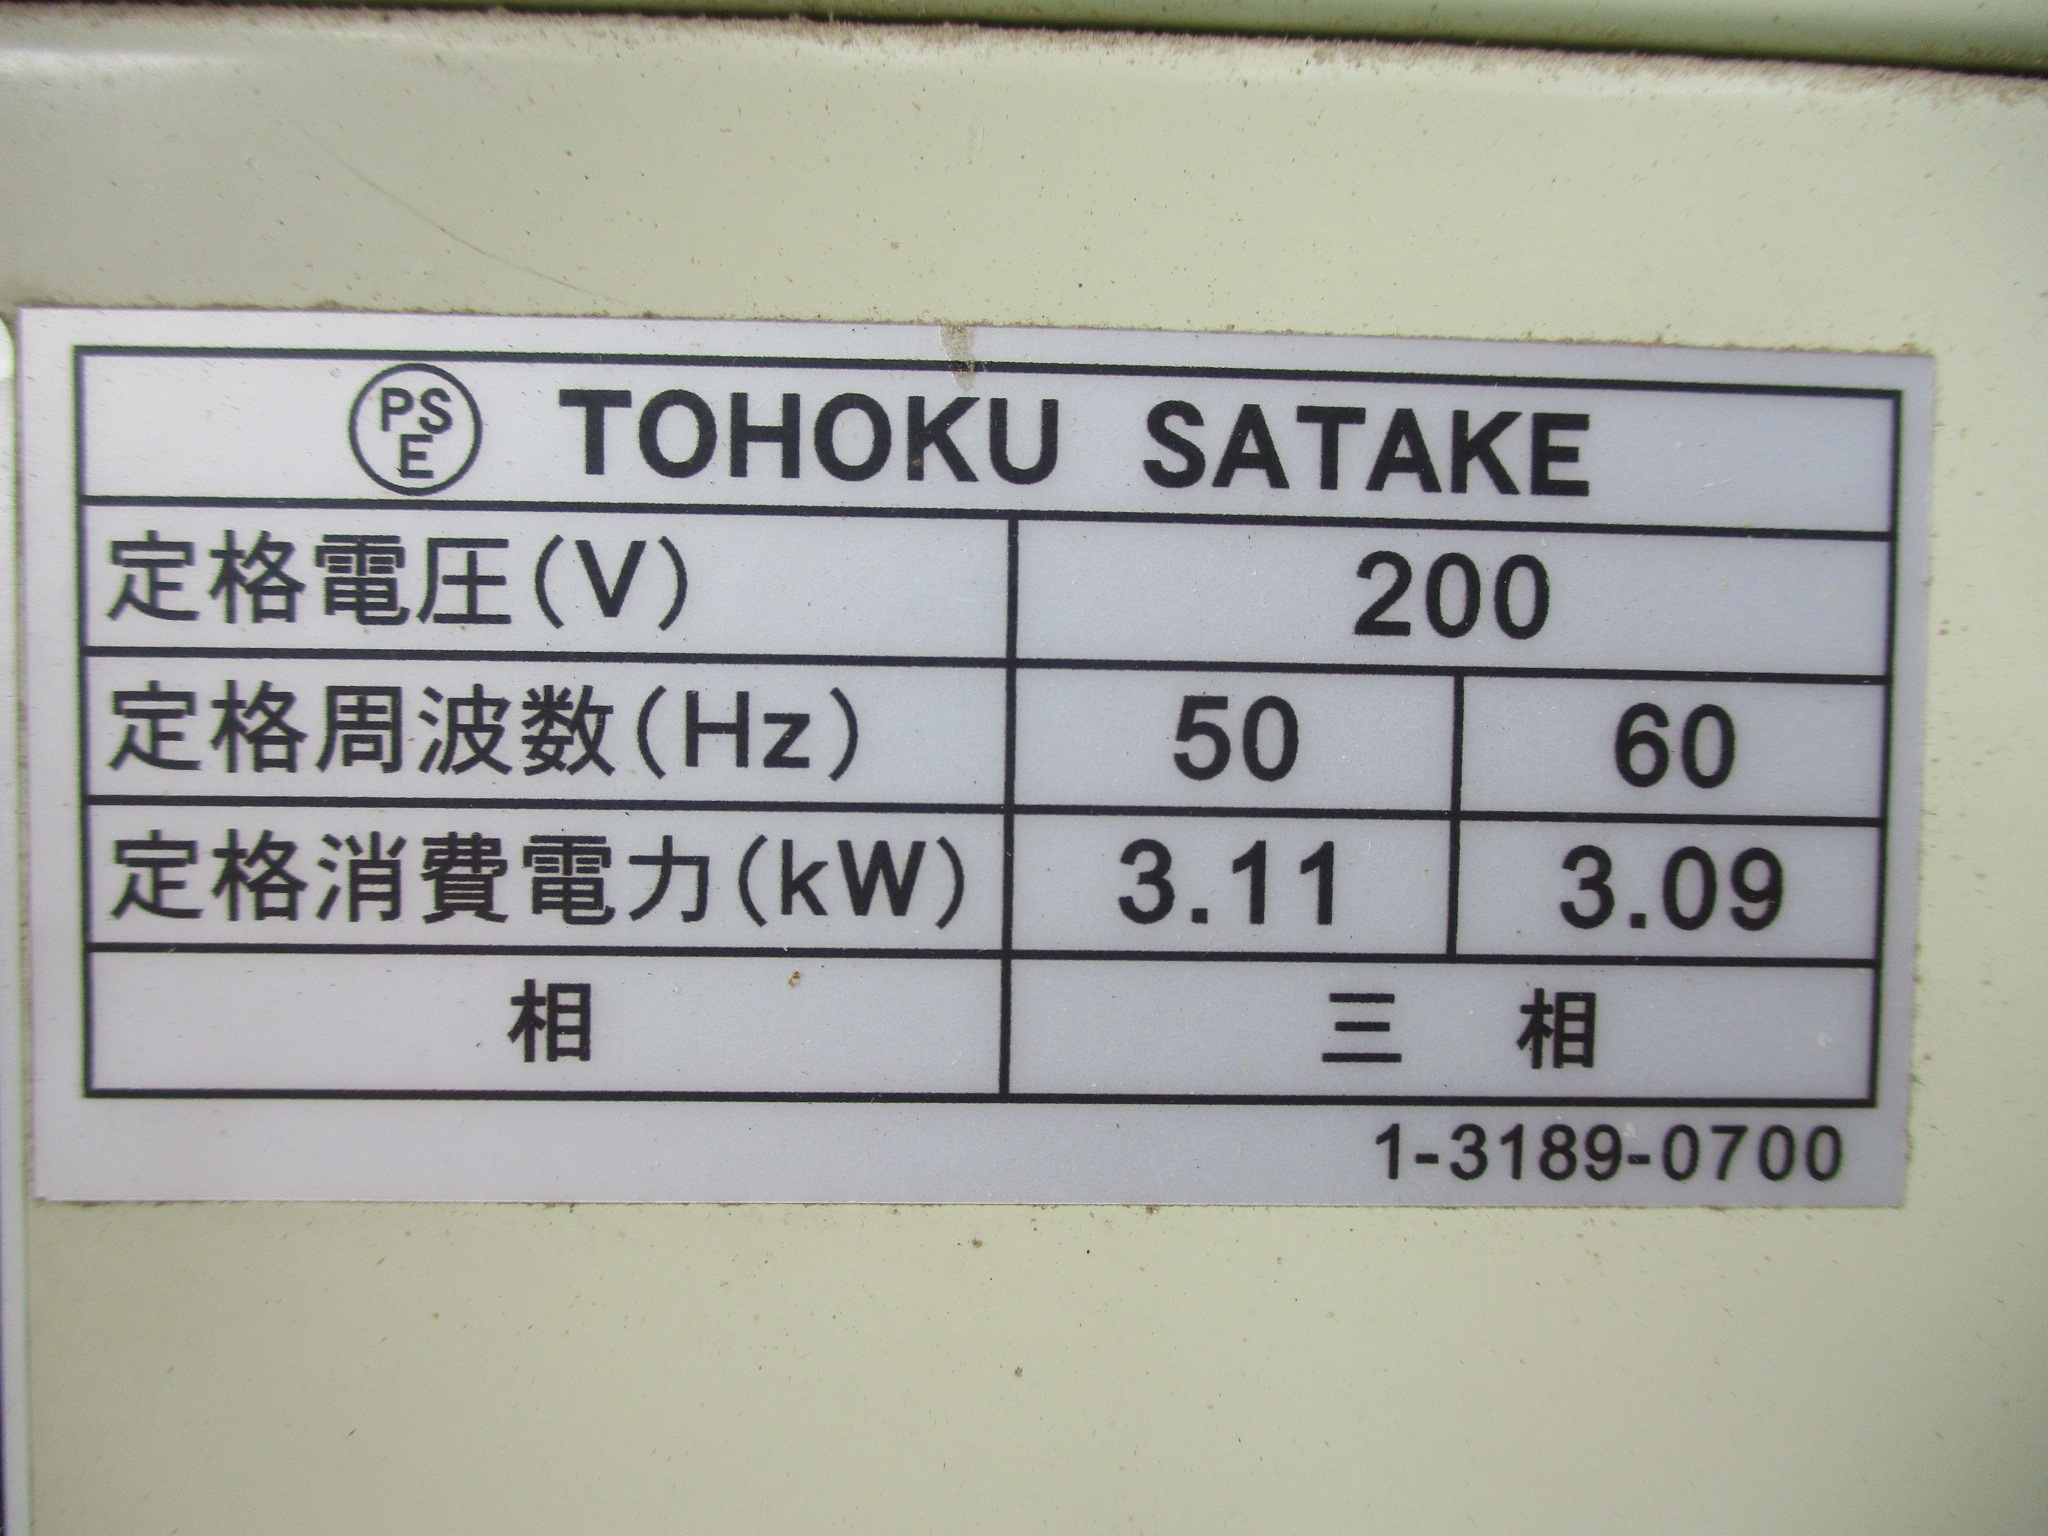 PSE TOHOKU SATAKE
定格電圧(V) 200
定格周波数(Hz) 50 60
定格消費電力(kW) 3.11 3.09
相 三相
1-3189-0700